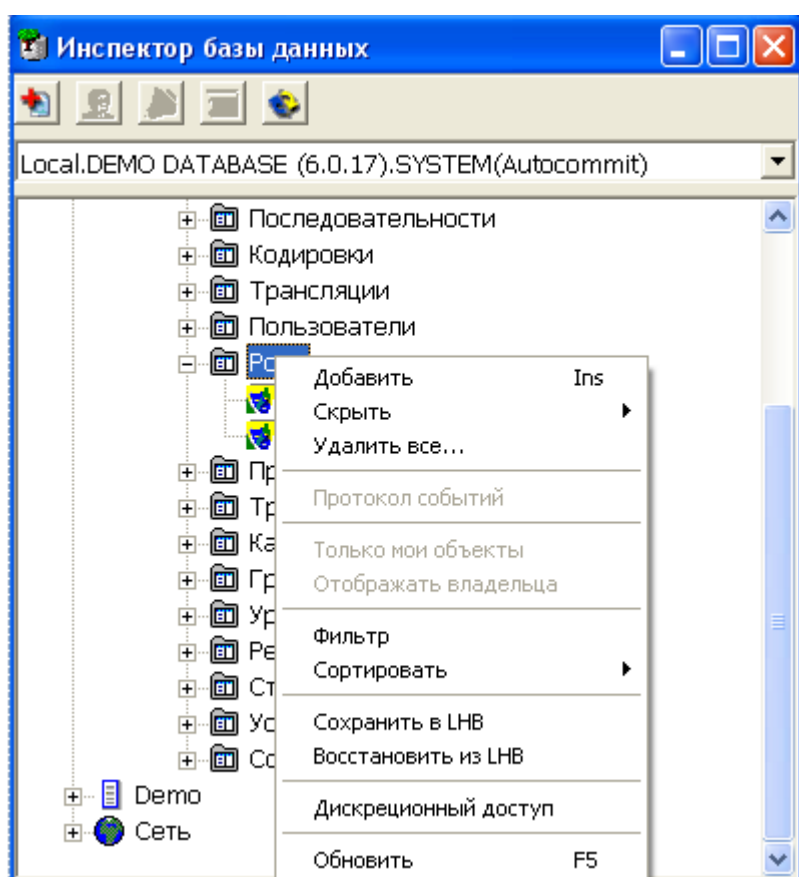 Инспектор базы данных
Local.DEMO DATABASE (6.0.17).SYSTEM(Autocommit)
Последовательности
Кодировки
Трансляции
Пользователи
Добавить Ins
Скрыть
Удалить все...
Протокол событий
Только мои объекты
Отображать владельца
Фильтр
Сортировать
Сохранить в LHB
Восстановить из LHB
Demo
Дискреционный доступ
Сеть
Обновить F5